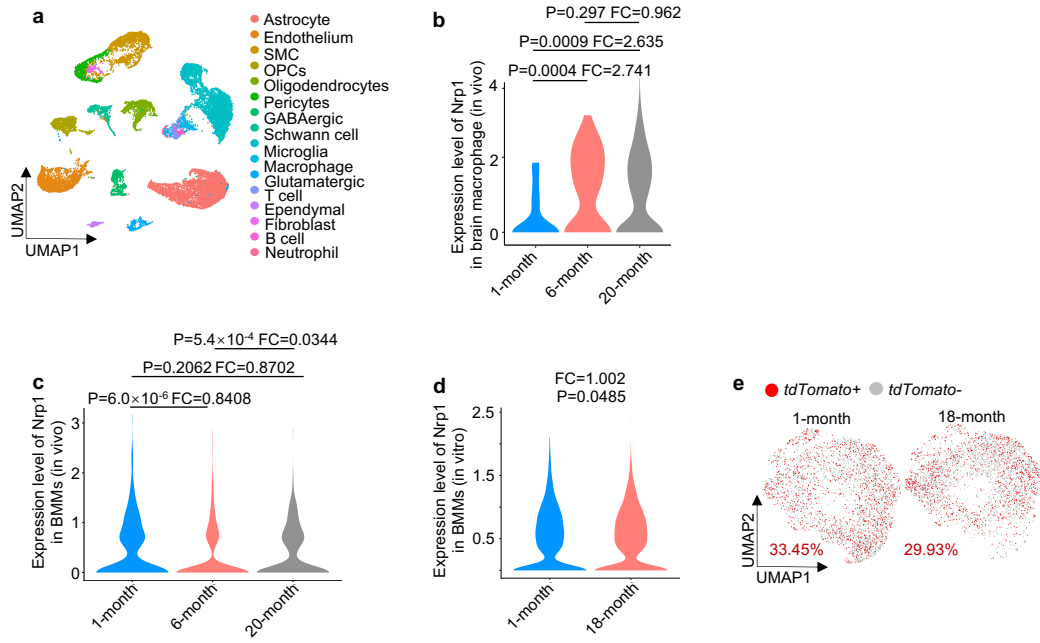 a
UMAP2
UMAP1
Astrocyte
Endothelium
SMC
OPCs
Oligodendrocytes
Pericytes
GABAergic
Schwann cell
Microglia
Macrophage
Glutamatergic
T cell
Ependymal
Fibroblast
B cell
Neutrophil
b
P=0.297 FC=0.962
P=0.0009 FC=2.635
P=0.0004 FC=2.741
Expression level of Nrp1
in brain macrophage (in vivo)
4
2
0
1-month
6-month
20-month
c
P=5.4×10⁻⁴ FC=0.0344
P=0.2062 FC=0.8702
P=6.0×10⁻⁶ FC=0.8408
Expression level of Nrp1
in BMMs (in vivo)
3
2
1
0
1-month
6-month
20-month
d
FC=1.002
P=0.0485
Expression level of Nrp1
in BMMs (in vitro)
2.5
1.5
0.5
1-month
18-month
e
tdTomato+ tdTomato-
1-month
18-month
UMAP2
UMAP1
33.45%
29.93%